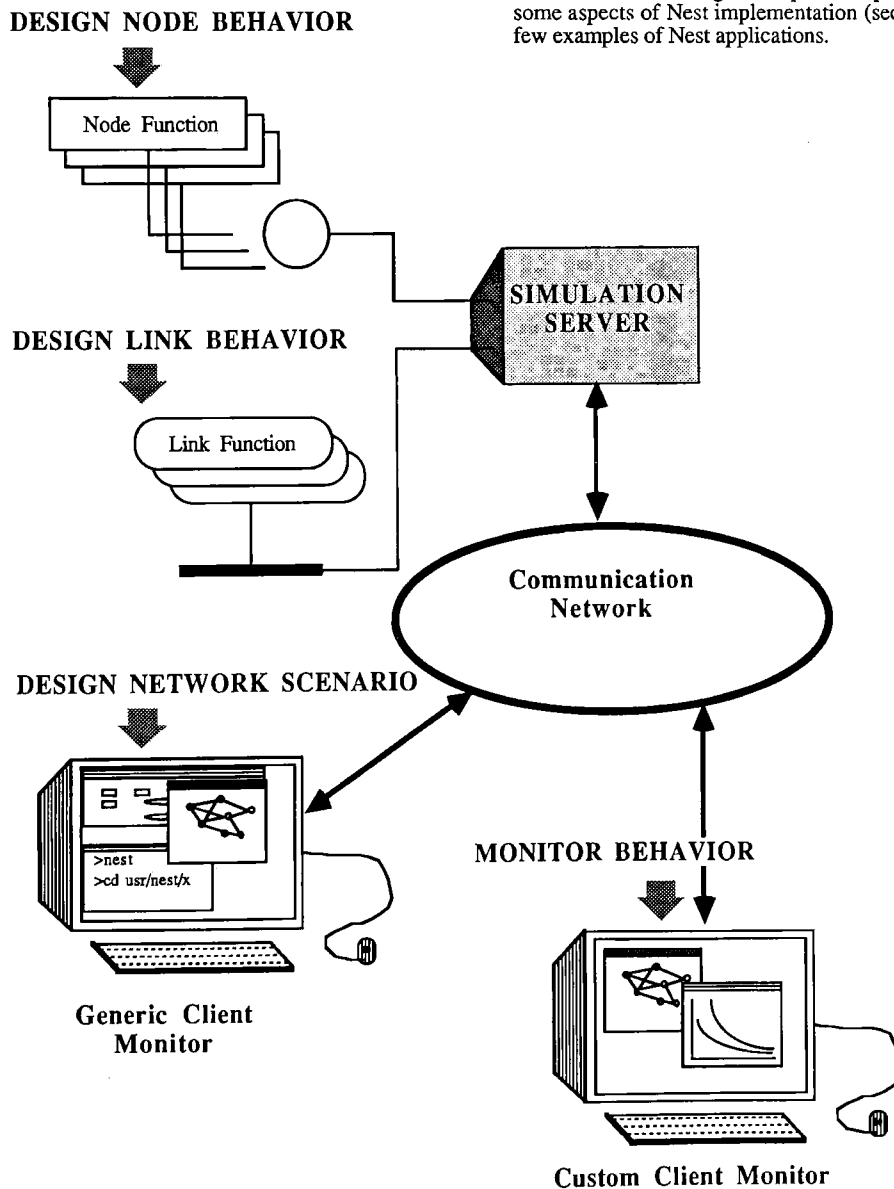 some aspects of Nest implementation (sec
few examples of Nest applications.
DESIGN NODE BEHAVIOR
Node Function
SIMULATION
SERVER
DESIGN LINK BEHAVIOR
Link Function
Communication
Network
DESIGN NETWORK SCENARIO
>nest
>cd usr/nest/x
MONITOR BEHAVIOR
Generic Client
Monitor
Custom Client Monitor